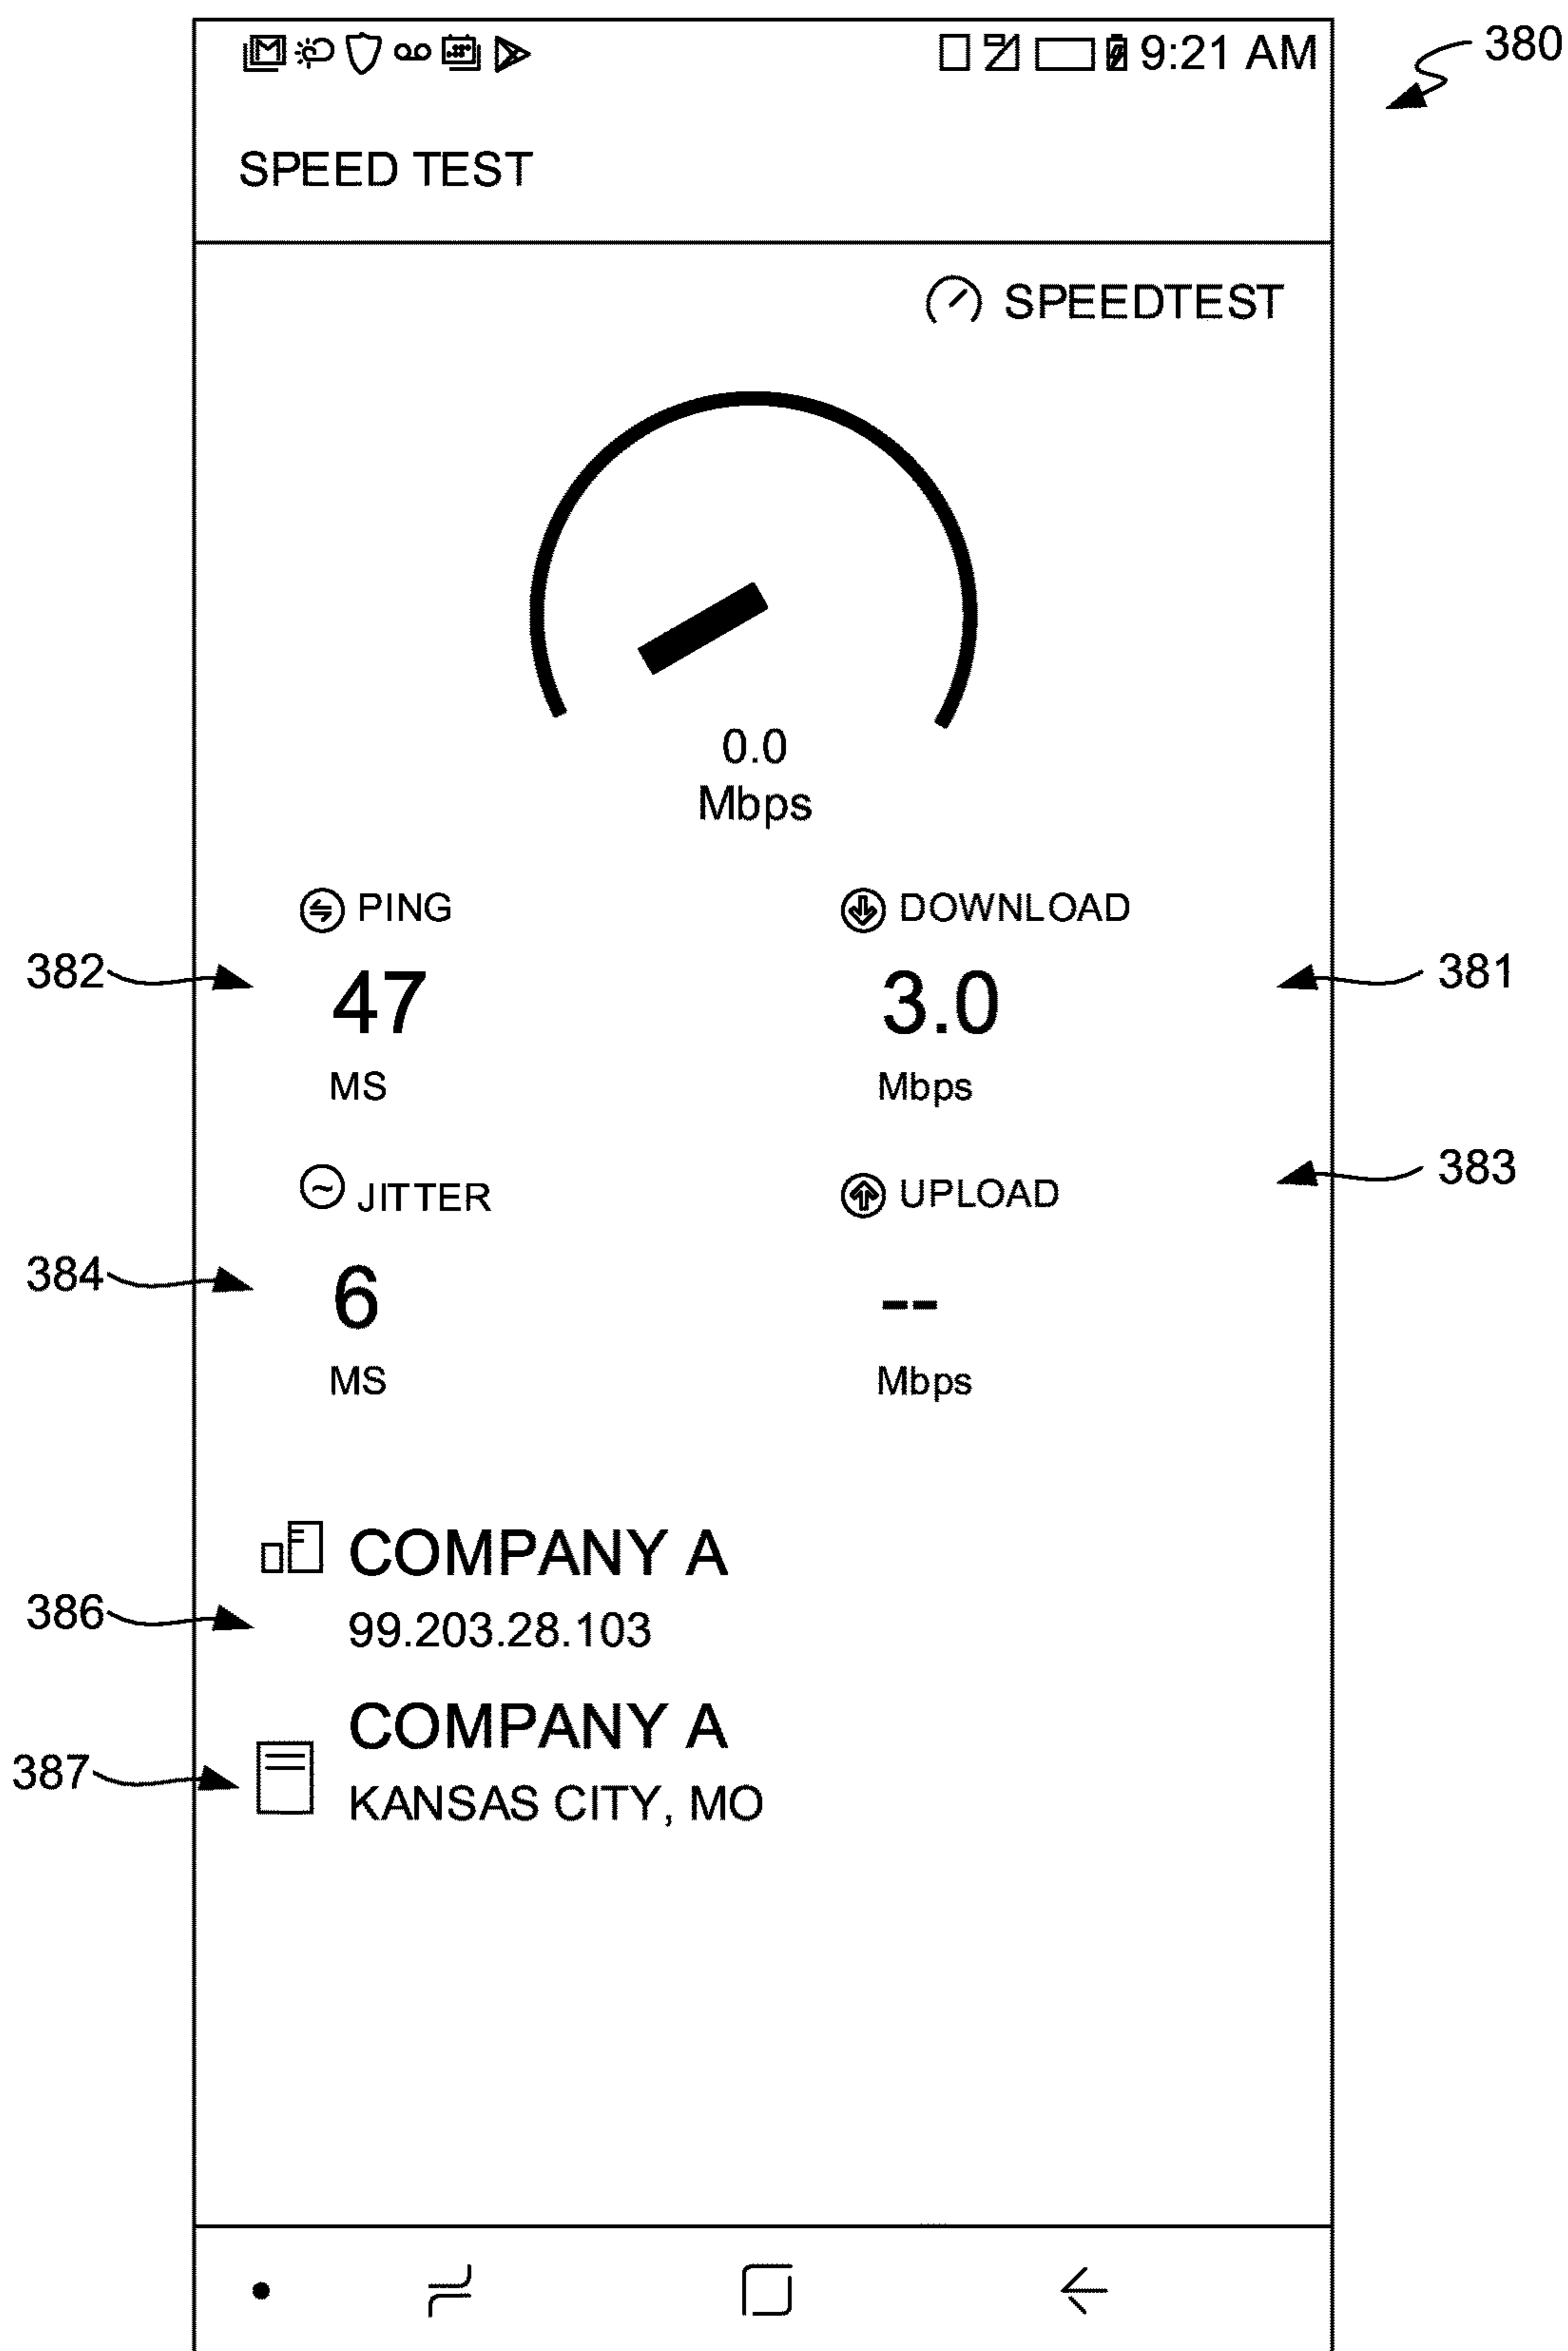 9:21 AM
380
SPEED TEST
SPEEDTEST
0.0
Mbps
PING
DOWNLOAD
382
47
3.0
381
MS
Mbps
JITTER
UPLOAD
383
384
6
--
MS
Mbps
COMPANY A
386
99.203.28.103
COMPANY A
387
KANSAS CITY, MO